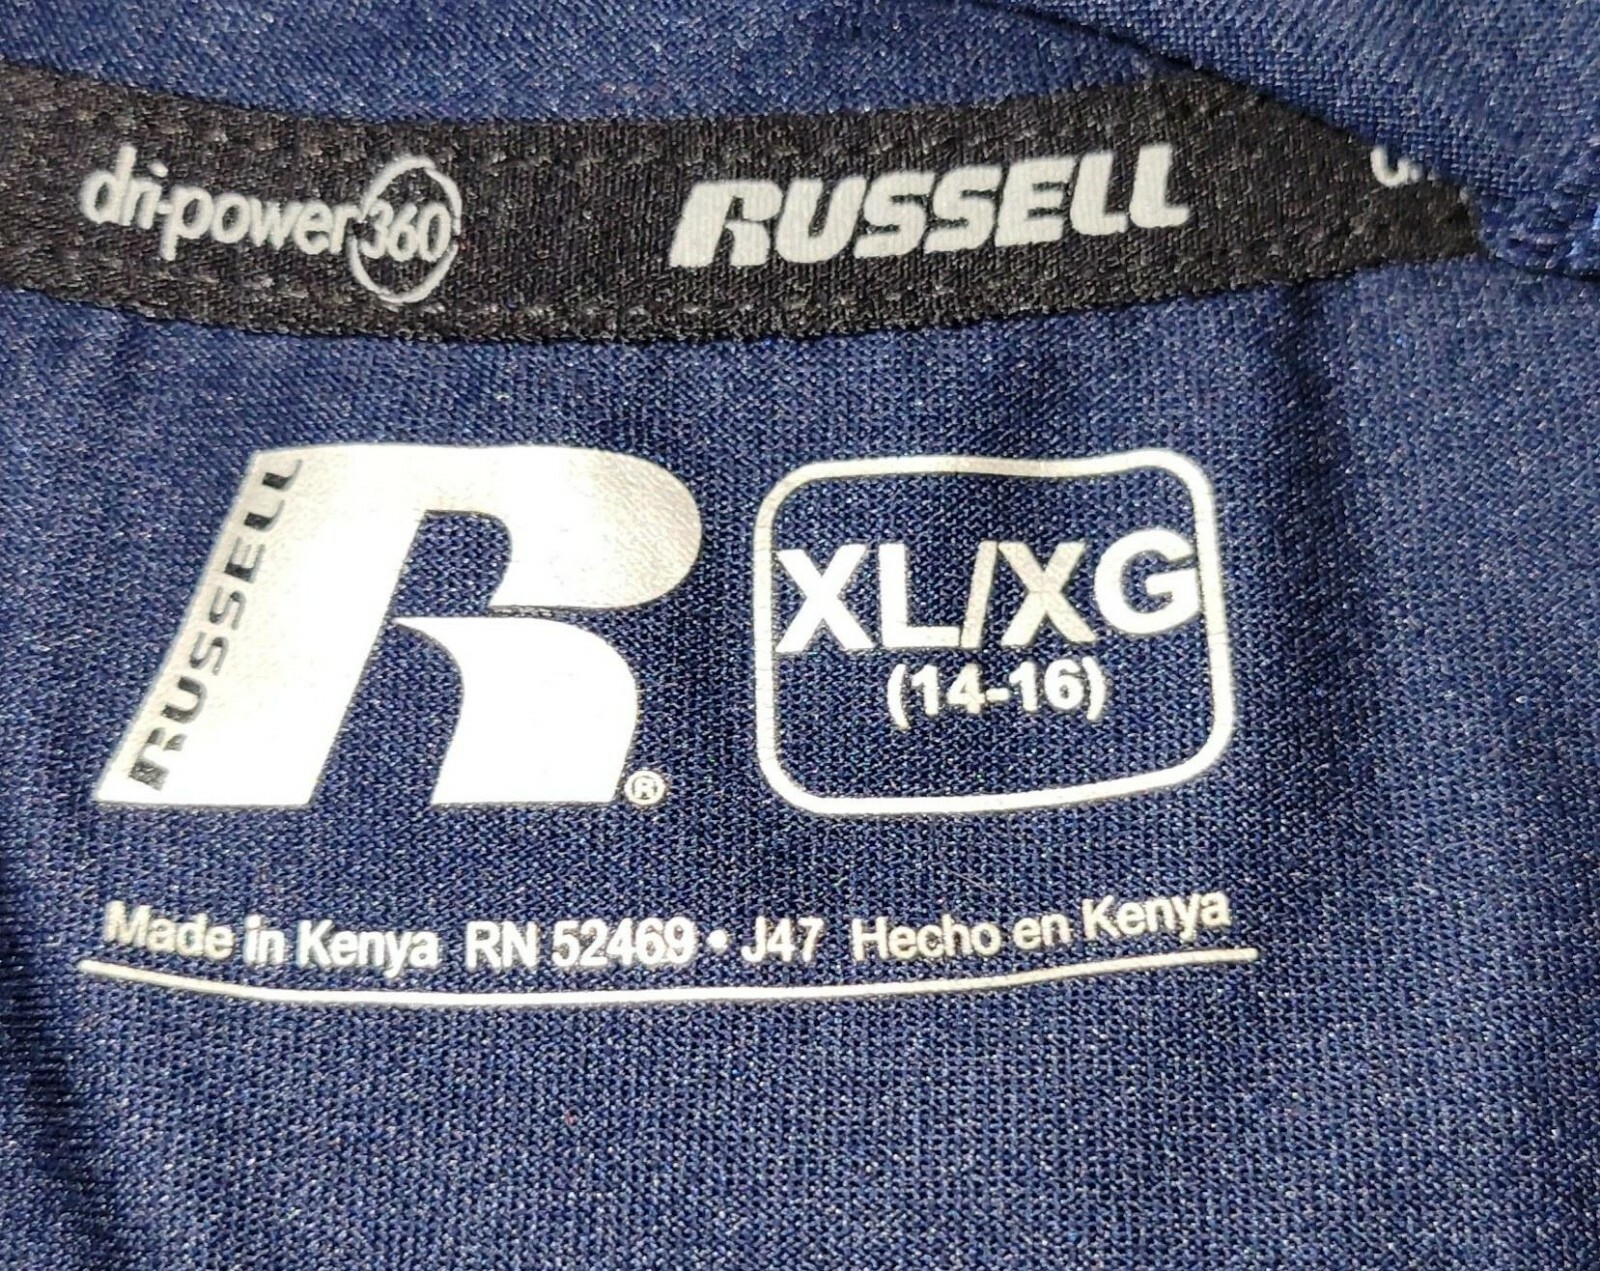 dri-power 360 RUSSELL
RUSSELL
R®
XL/XG
(14-16)
Made in Kenya RN 52469 • J47 Hecho en Kenya